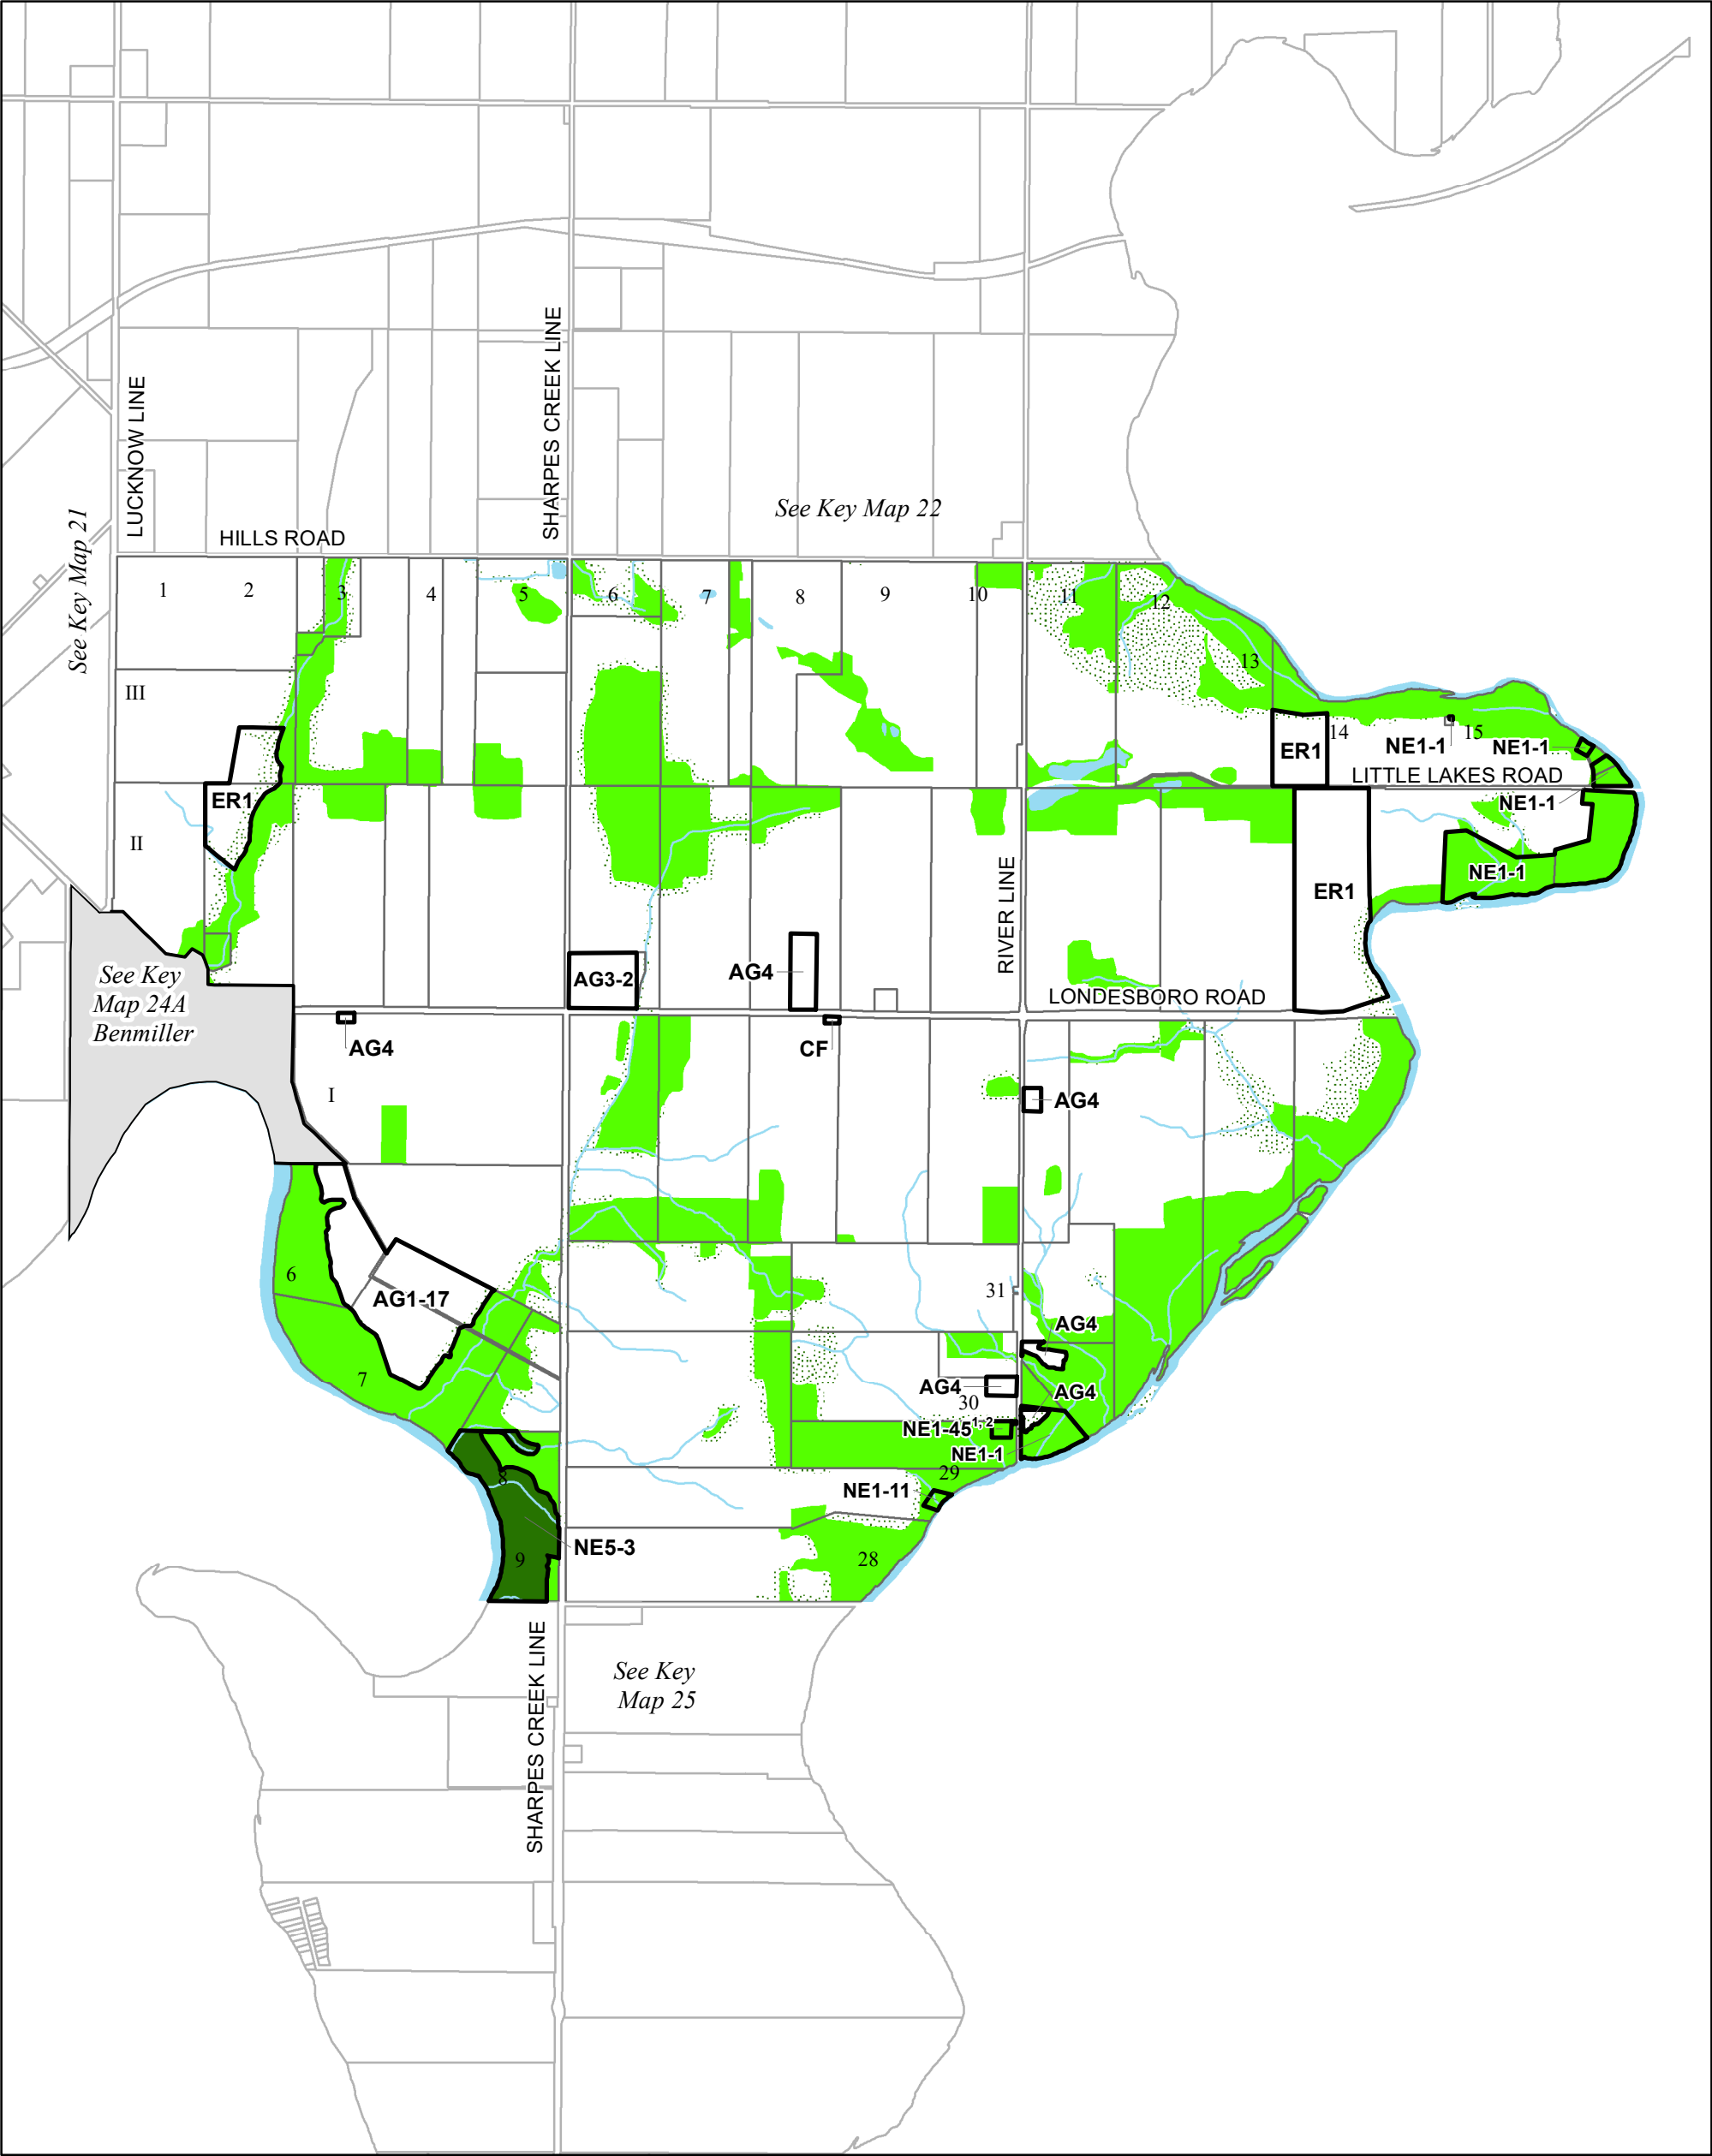 SHARPES CREEK LINE
LUCKNOW LINE
See Key Map 22
See Key Map 21
HILLS ROAD
1
2
3
4
5
6
7
8
9
10
11
12
13
III
14
15
ER1
NE1-1
NE1-1
LITTLE LAKES ROAD
NE1-1
ER1
II
RIVER LINE
NE1-1
ER1
See Key
Map 24A
Benmiller
AG3-2
AG4
LONDESBORO ROAD
AG4
CF
I
AG4
6
31
AG1-17
AG4
7
AG4
30
AG4
NE1-451, 2
NE1-1
8
29
NE1-11
NE5-3
9
28
SHARPES CREEK LINE
See Key
Map 25